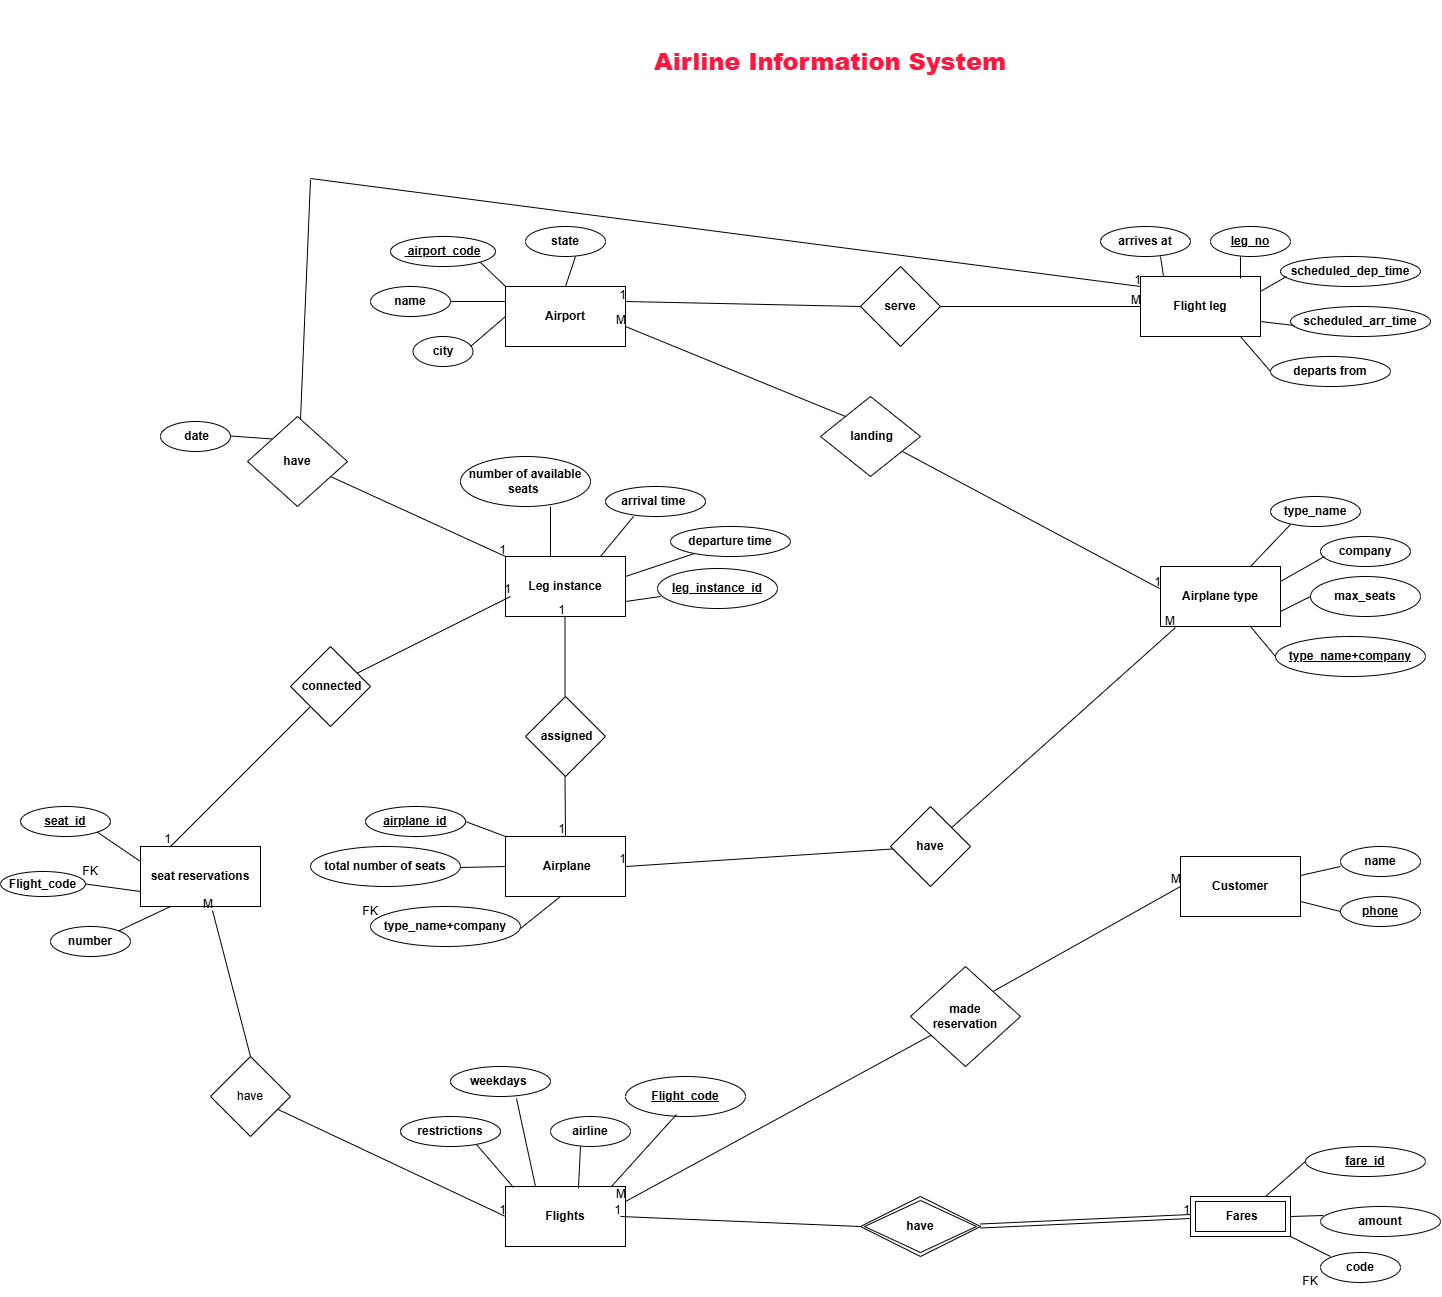 Airline Information System
airport_code
state
arrives at
leg_no
scheduled_dep_time
name
Airport
city
1
M
serve
1
M
Flight leg
scheduled_arr_time
departs from
landing
date
have
number of available
seats
arrival time
departure time
leg_instance_id
1
1
Leg instance
1
type_name
company
max_seats
type_name+company
1
Airplane type
M
connected
assigned
seat_id
FK
Flight_code
number
1
seat reservations
M
airplane_id
total number of seats
FK
type_name+company
1
Airplane
1
have
M
Customer
name
phone
made
reservation
have
weekdays
restrictions
airline
Flight_code
1
Flights
M
1
have
1
Fares
fare_id
amount
code
FK